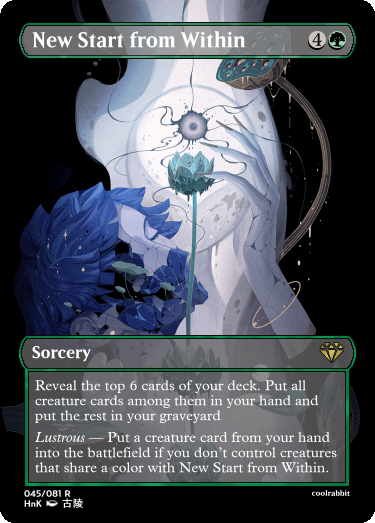 New Start from Within 4
Sorcery
Reveal the top 6 cards of your deck. Put all
creature cards among them in your hand and
put the rest in your graveyard
Lustrous — Put a creature card from your hand
into the battlefield if you don't control creatures
that share a color with New Start from Within.
045/081 R
HnK 古陵
coolrabbit